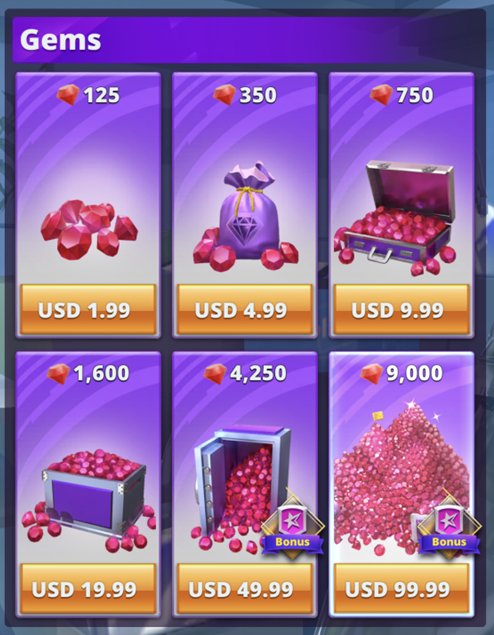 Gems
125
350
750
USD 1.99
USD 4.99
USD 9.99
1,600
4,250
9,000
Bonus
Bonus
USD 19.99
USD 49.99
USD 99.99